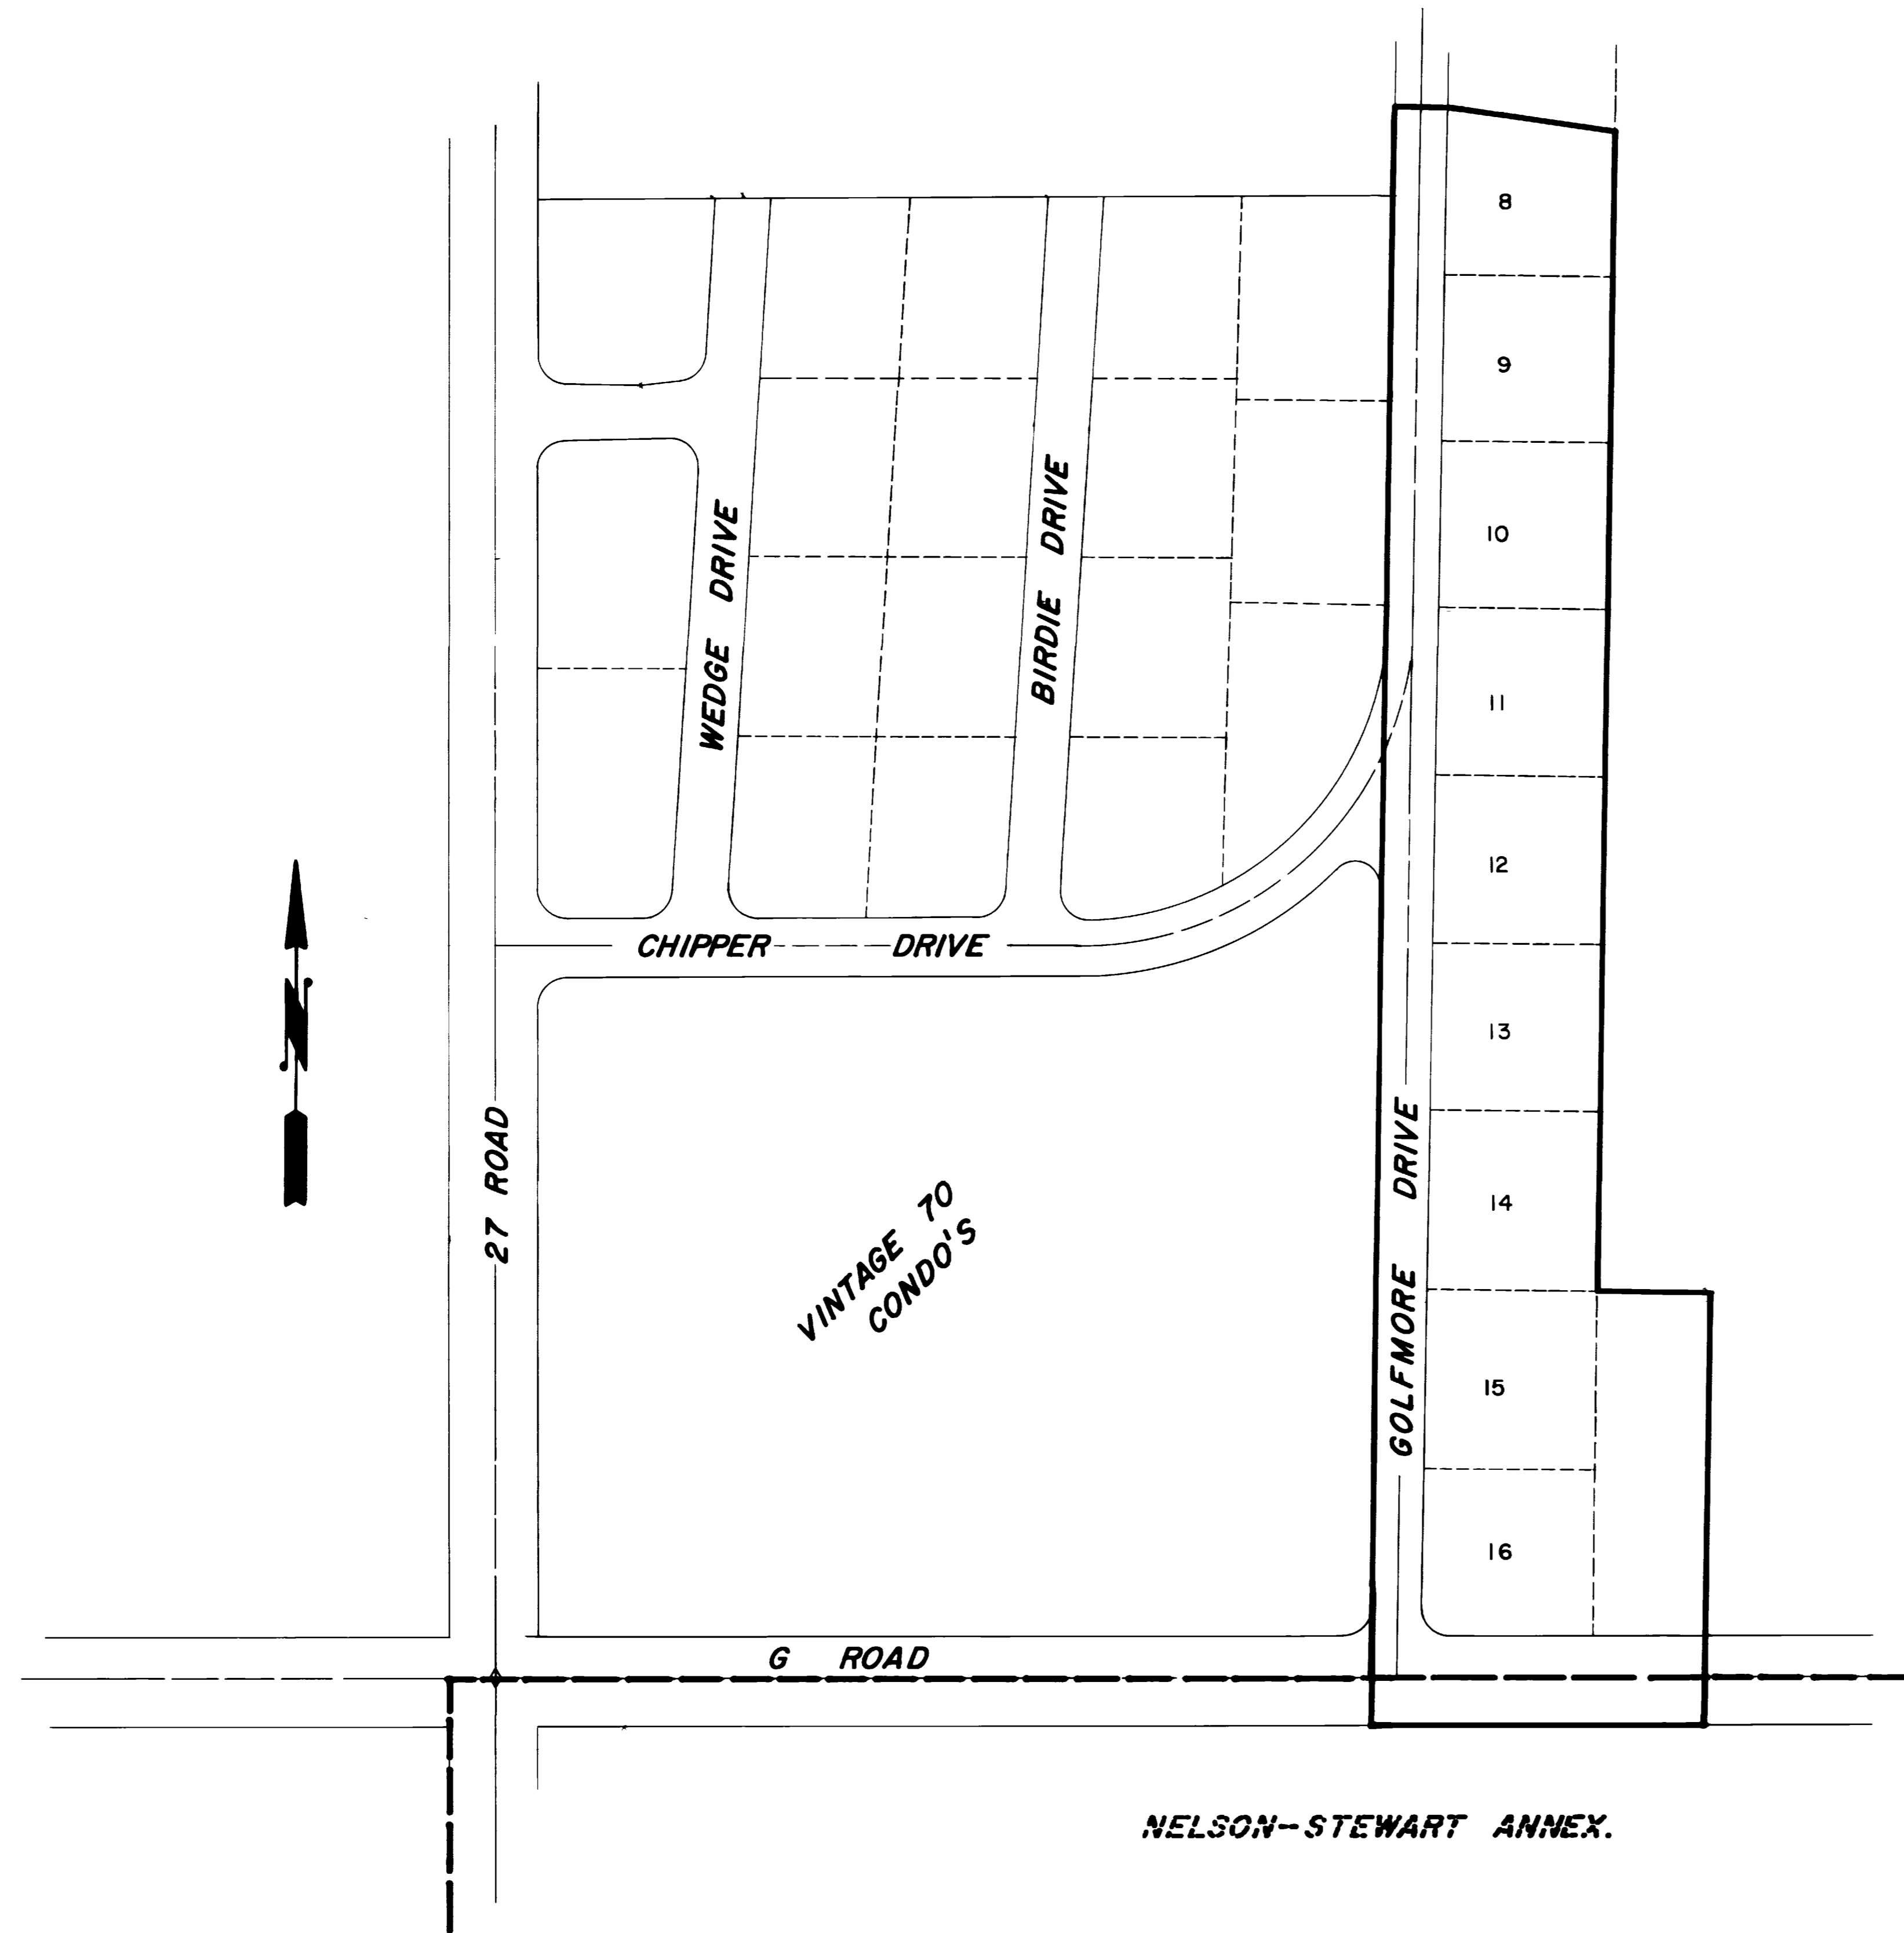 8
9
10
11
12
13
14
15
16
WEDGE DRIVE
BIRDIE DRIVE
CHIPPER DRIVE
N
27 ROAD
VINTAGE 70
CONDO'S
GOLFMORE DRIVE
G ROAD
NELSON-STEWART ANNEX.